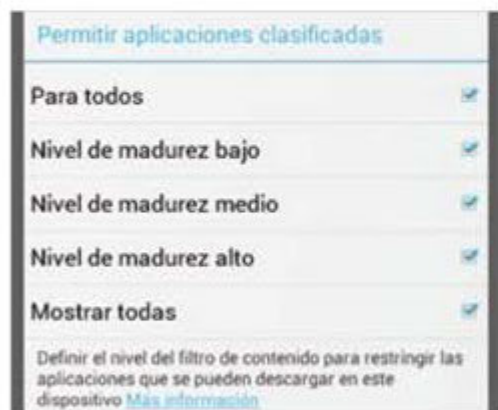 Permitir aplicaciones clasificadas
Para todos
Nivel de madurez bajo
Nivel de madurez medio
Nivel de madurez alto
Mostrar todas
Definir el nivel del filtro de contenido para restringir las
aplicaciones que se pueden descargar en este
dispositivo Más información